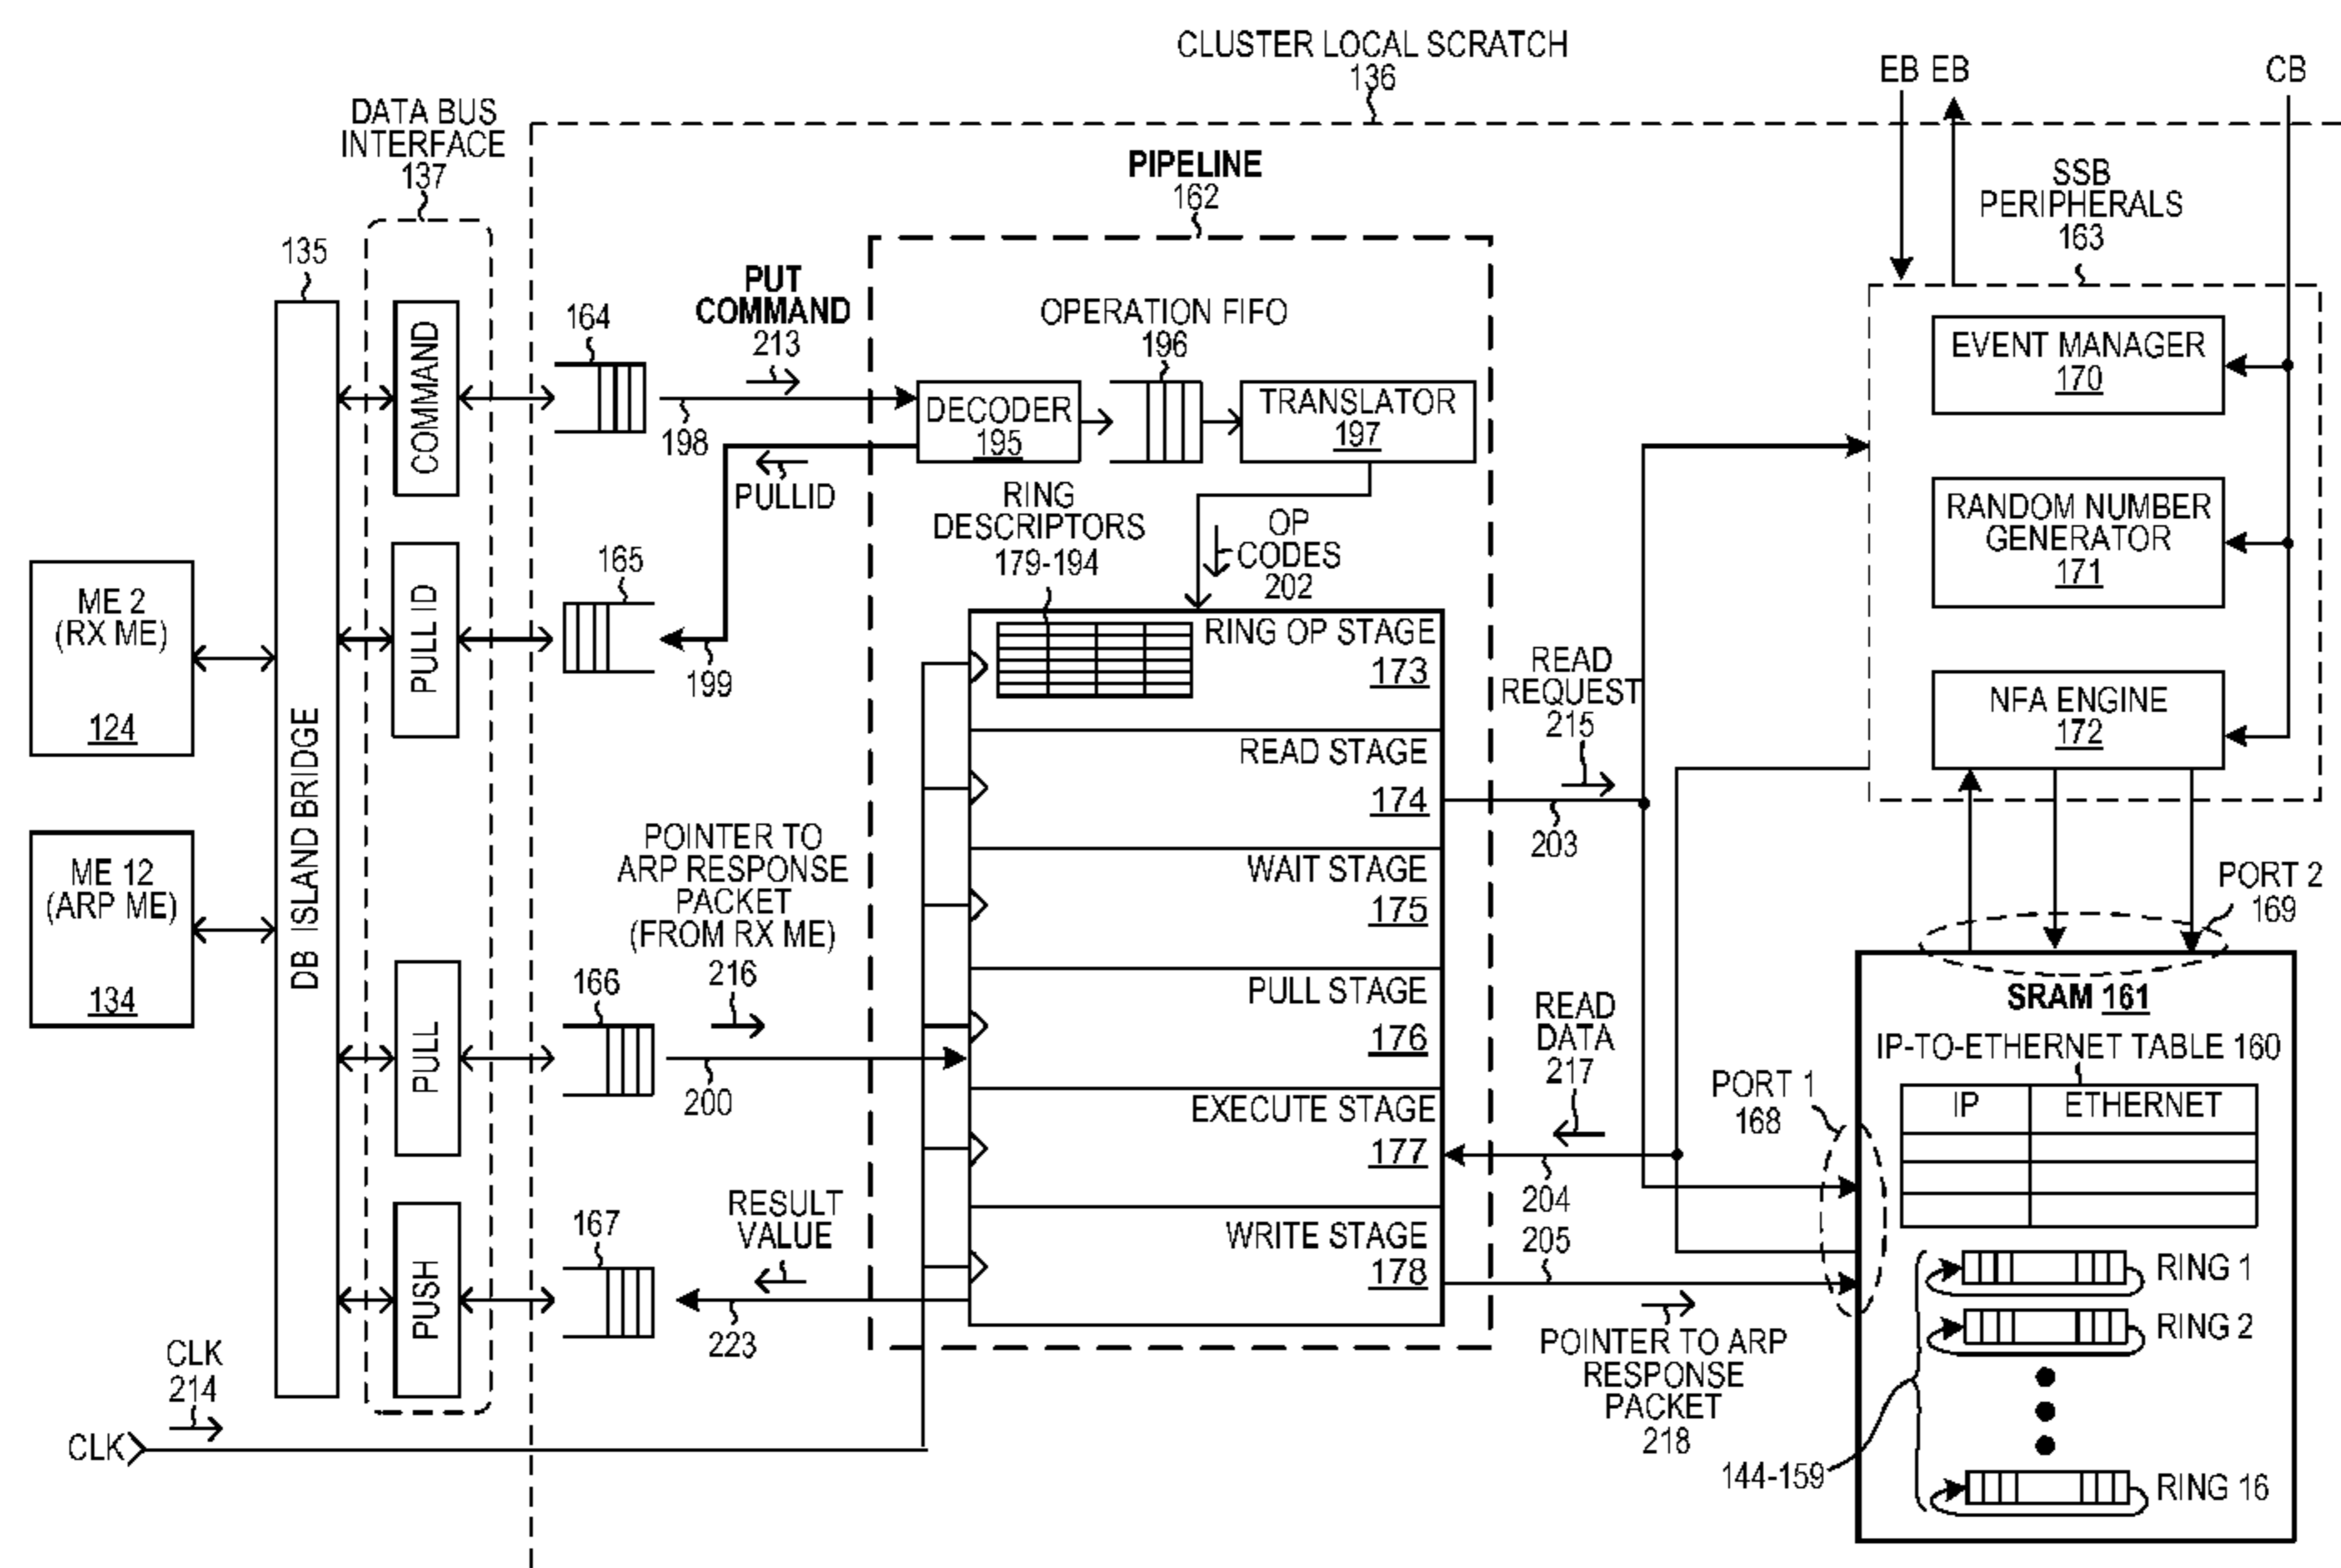 CLUSTER LOCAL SCRATCH
136
EB EB
CB
DATA BUS
INTERFACE
137
PIPELINE
162
SSB
PERIPHERALS
163
135
PUT
COMMAND
213
164
OPERATION FIFO
196
COMMAND
198
DECODER
195
TRANSLATOR
197
EVENT MANAGER
170
PULLID
RING
DESCRIPTORS
179-194
OP
CODES
202
RANDOM NUMBER
GENERATOR
171
ME 2
(RX ME)
124
PULL ID
165
199
RING OP STAGE
173
READ
REQUEST
215
NFA ENGINE
172
DB ISLAND BRIDGE
READ STAGE
174
203
ME 12
(ARP ME)
134
POINTER TO
ARP RESPONSE
PACKET
(FROM RX ME)
216
WAIT STAGE
175
PORT 2
169
PULL
166
200
PULL STAGE
176
READ
DATA
217
SRAM 161
IP-TO-ETHERNET TABLE 160
IP
ETHERNET
PORT 1
168
EXECUTE STAGE
177
204
PUSH
167
RESULT
VALUE
223
WRITE STAGE
178
205
RING 1
RING 2
POINTER TO ARP
RESPONSE
PACKET
218
144-159
RING 16
CLK
214
CLK